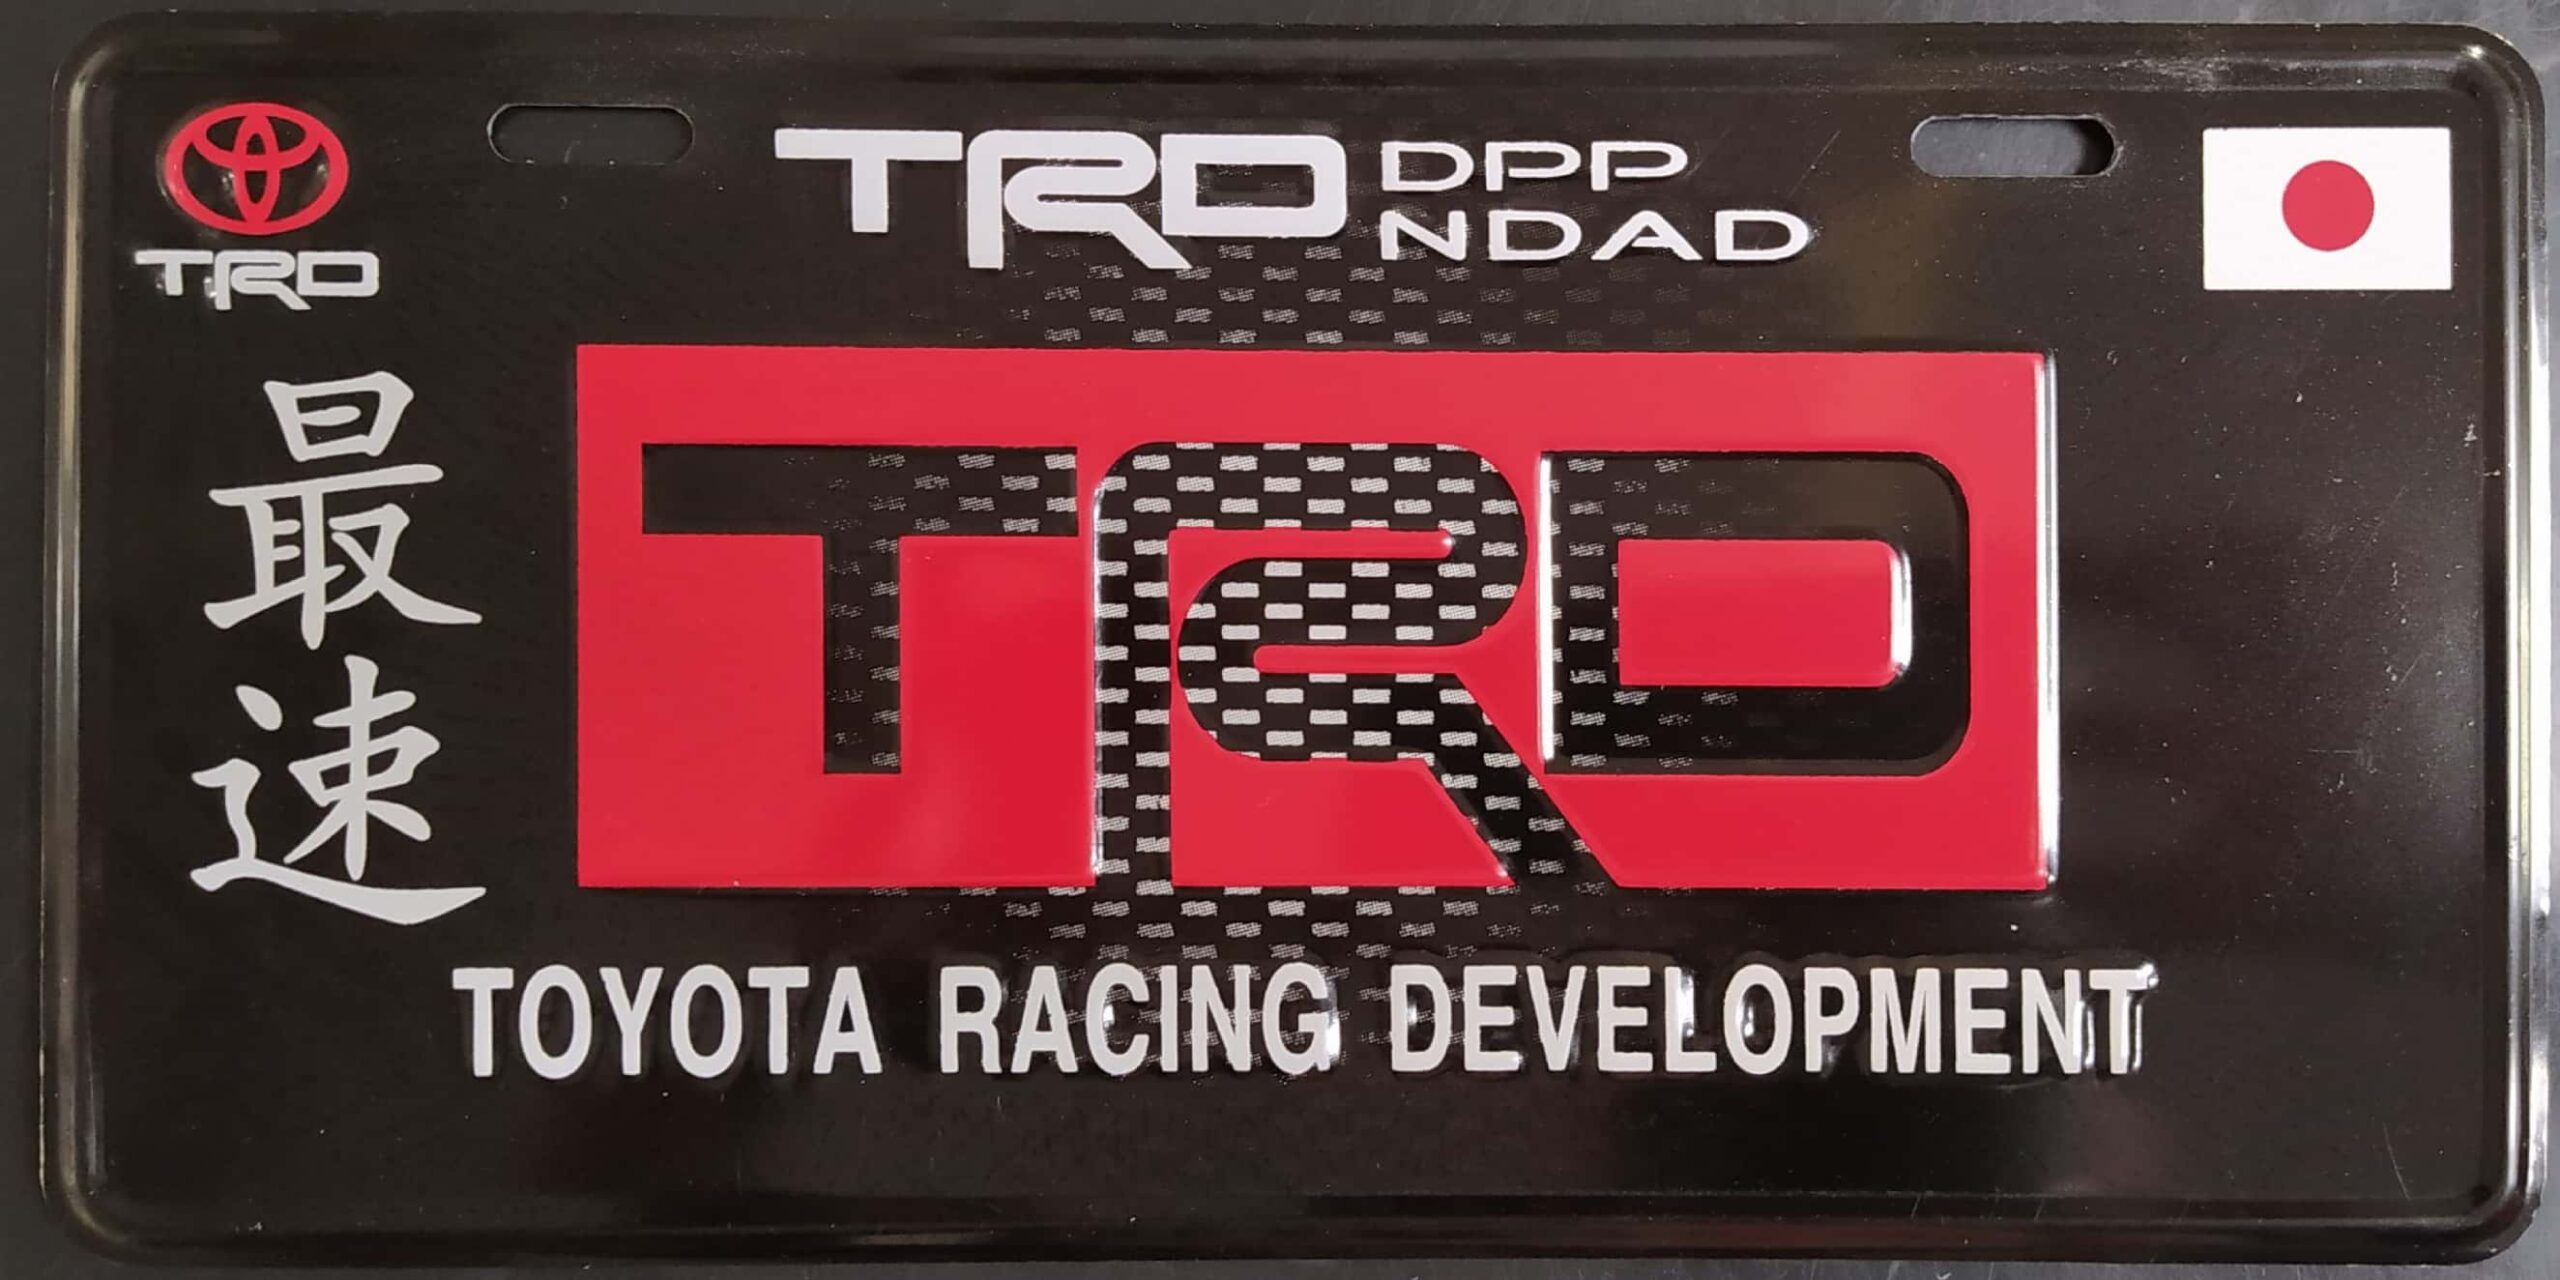 TRD DPP
NDAD
TRD
最速
TRD
TOYOTA RACING DEVELOPMENT